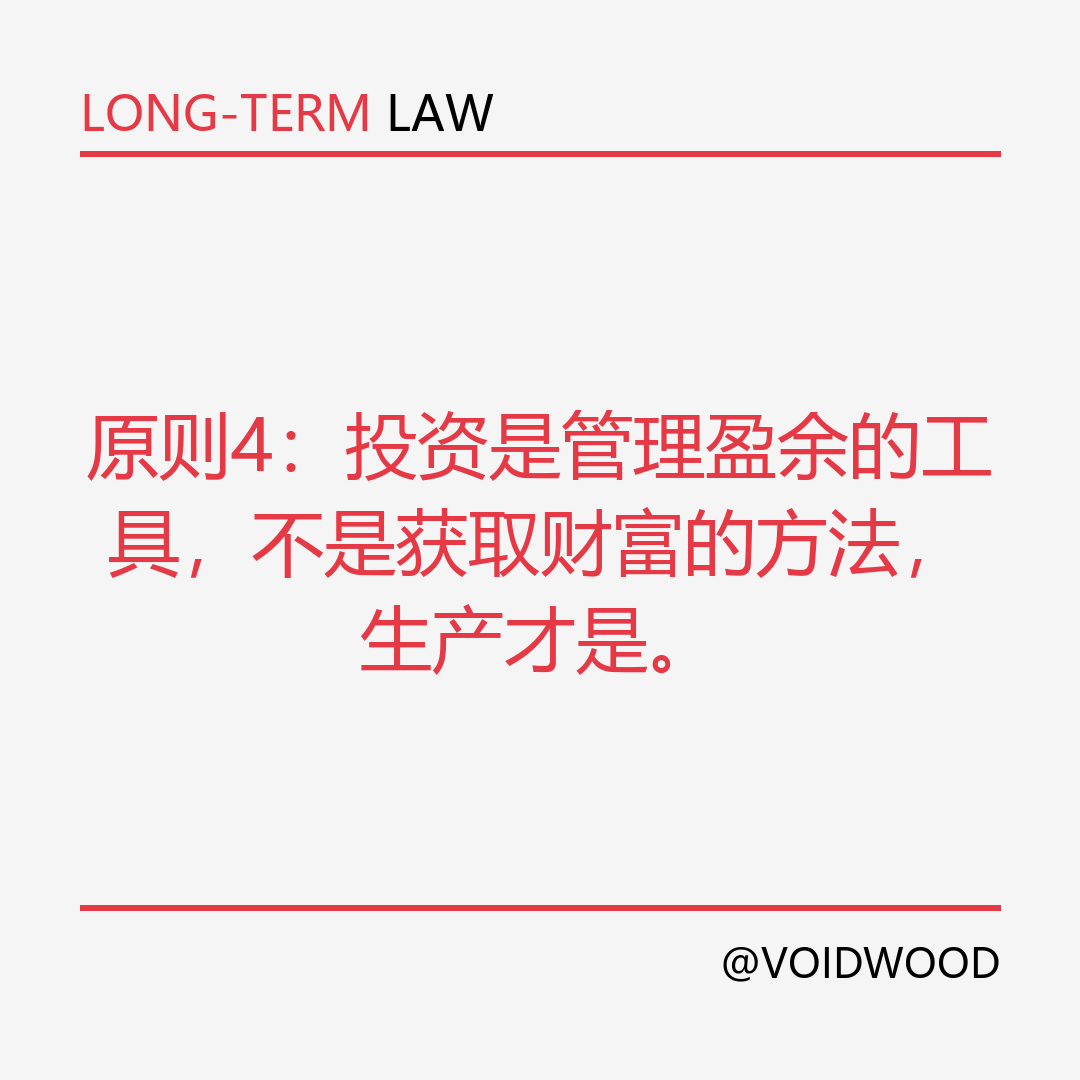 LONG-TERM LAW
原则4：投资是管理盈余的工
具，不是获取财富的方法，
生产才是。
@VOIDWOOD